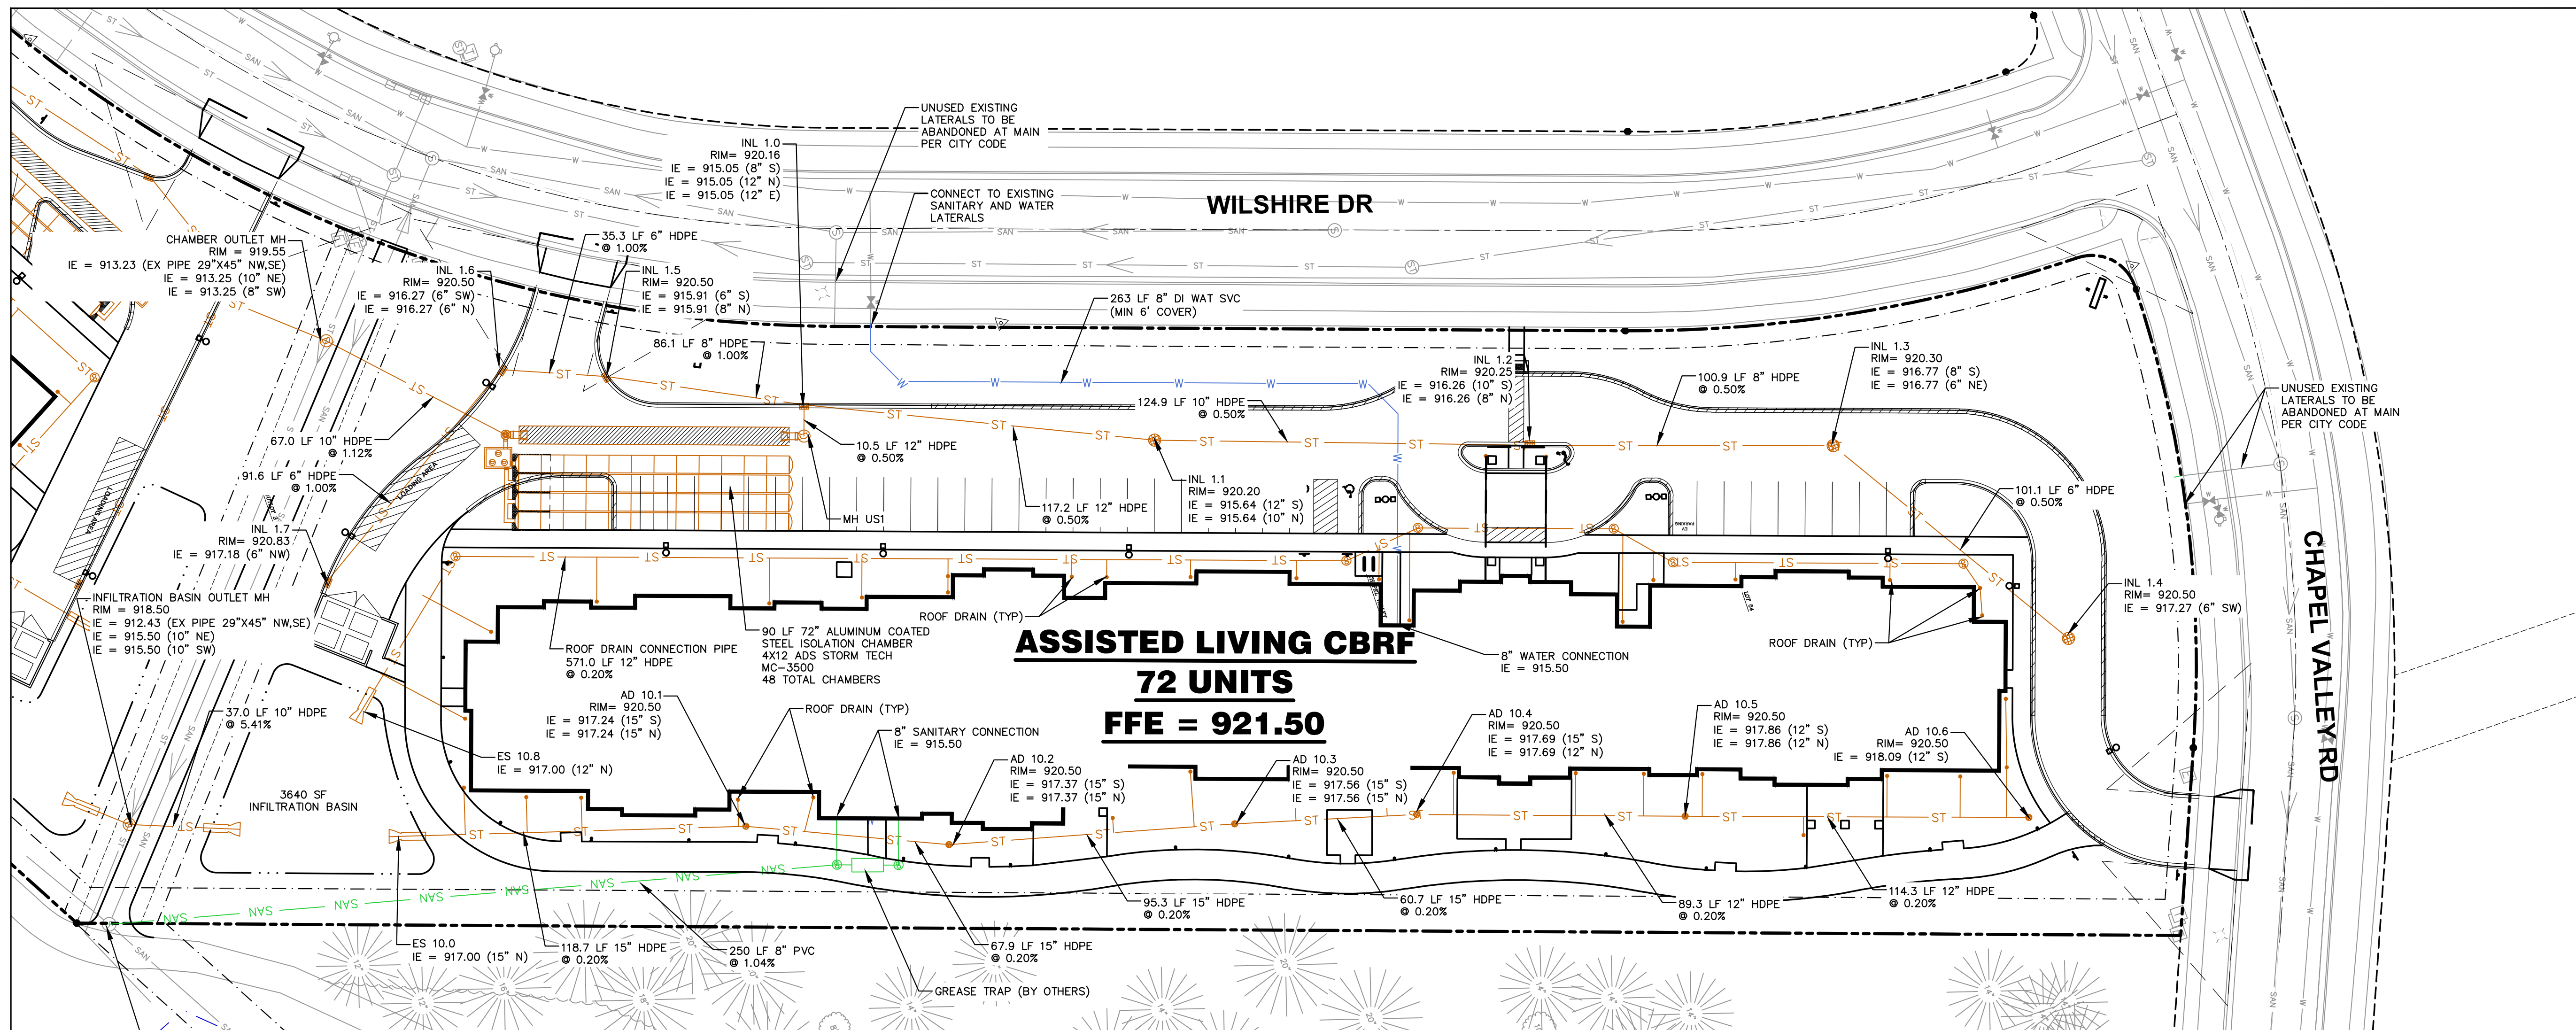 UNUSED EXISTING
LATERALS TO BE
ABANDONED AT MAIN
PER CITY CODE
INL 1.0
RIM= 920.16
IE = 915.05 (8" S)
IE = 915.05 (12" N)
IE = 915.05 (12" E)
CONNECT TO EXISTING
SANITARY AND WATER
LATERALS
WILSHIRE DR
CHAMBER OUTLET MH
RIM = 919.55
IE = 913.23 (EX PIPE 29"X45" NW,SE)
IE = 913.25 (10" NE)
IE = 913.25 (8" SW)
35.3 LF 6" HDPE
@ 1.00%
INL 1.6
RIM= 920.50
IE = 916.27 (6" SW)
IE = 916.27 (6" N)
INL 1.5
RIM= 920.50
IE = 915.91 (6" S)
IE = 915.91 (8" N)
263 LF 8" DI WAT SVC
(MIN 6' COVER)
86.1 LF 8" HDPE
@ 1.00%
INL 1.2
RIM= 920.25
IE = 916.26 (10" S)
IE = 916.26 (8" N)
INL 1.3
RIM= 920.30
IE = 916.77 (8" S)
IE = 916.77 (6" NE)
100.9 LF 8" HDPE
@ 0.50%
UNUSED EXISTING
LATERALS TO BE
ABANDONED AT MAIN
PER CITY CODE
124.9 LF 10" HDPE
@ 0.50%
67.0 LF 10" HDPE
@ 1.12%
10.5 LF 12" HDPE
@ 0.50%
91.6 LF 6" HDPE
@ 1.00%
LOADING AREA
LOADING AREA
INL 1.1
RIM= 920.20
IE = 915.64 (12" S)
IE = 915.64 (10" N)
101.1 LF 6" HDPE
@ 0.50%
117.2 LF 12" HDPE
@ 0.50%
MH US1
EV
PARKING
INL 1.7
RIM= 920.83
IE = 917.18 (6" NW)
CHAPEL VALLEY RD
INL 1.4
RIM= 920.50
IE = 917.27 (6" SW)
LOT 94
INFILTRATION BASIN OUTLET MH
RIM = 918.50
IE = 912.43 (EX PIPE 29"X45" NW,SE)
IE = 915.50 (10" NE)
IE = 915.50 (10" SW)
ROOF DRAIN (TYP)
90 LF 72" ALUMINUM COATED
STEEL ISOLATION CHAMBER
4X12 ADS STORM TECH
MC-3500
48 TOTAL CHAMBERS
ROOF DRAIN CONNECTION PIPE
571.0 LF 12" HDPE
@ 0.20%
ASSISTED LIVING CBRF
72 UNITS
FFE = 921.50
8" WATER CONNECTION
IE = 915.50
ROOF DRAIN (TYP)
37.0 LF 10" HDPE
@ 5.41%
AD 10.1
RIM= 920.50
IE = 917.24 (15" S)
IE = 917.24 (15" N)
ROOF DRAIN (TYP)
8" SANITARY CONNECTION
IE = 915.50
AD 10.4
RIM= 920.50
IE = 917.69 (15" S)
IE = 917.69 (12" N)
AD 10.5
RIM= 920.50
IE = 917.86 (12" S)
IE = 917.86 (12" N)
AD 10.6
RIM= 920.50
IE = 918.09 (12" S)
ES 10.8
IE = 917.00 (12" N)
AD 10.2
RIM= 920.50
IE = 917.37 (15" S)
IE = 917.37 (15" N)
AD 10.3
RIM= 920.50
IE = 917.56 (15" S)
IE = 917.56 (15" N)
3640 SF
INFILTRATION BASIN
95.3 LF 15" HDPE
@ 0.20%
60.7 LF 15" HDPE
@ 0.20%
89.3 LF 12" HDPE
@ 0.20%
114.3 LF 12" HDPE
@ 0.20%
ES 10.0
IE = 917.00 (15" N)
118.7 LF 15" HDPE
@ 0.20%
250 LF 8" PVC
@ 1.04%
67.9 LF 15" HDPE
@ 0.20%
GREASE TRAP (BY OTHERS)